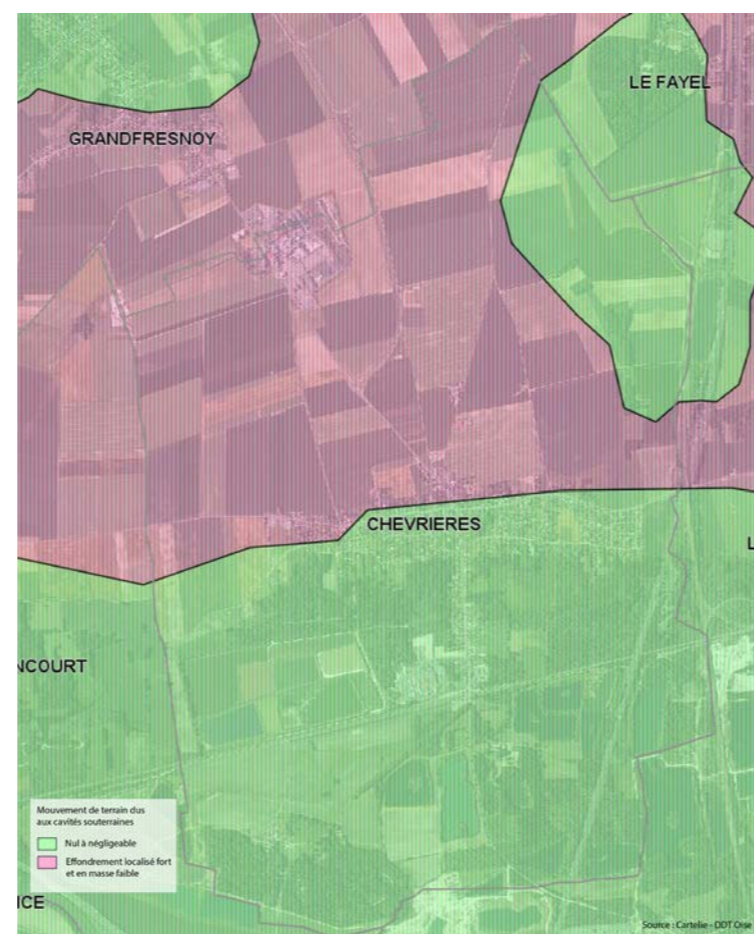 LE FAYEL
GRANDFRESNOY
CHEVRIERES
L
NCOURT
Mouvement de terrain dus
aux cavités souterraines
Nul à négligeable
Effondrement localisé fort
et en masse faible
ICE
Source : Cartelie - DDT Oise